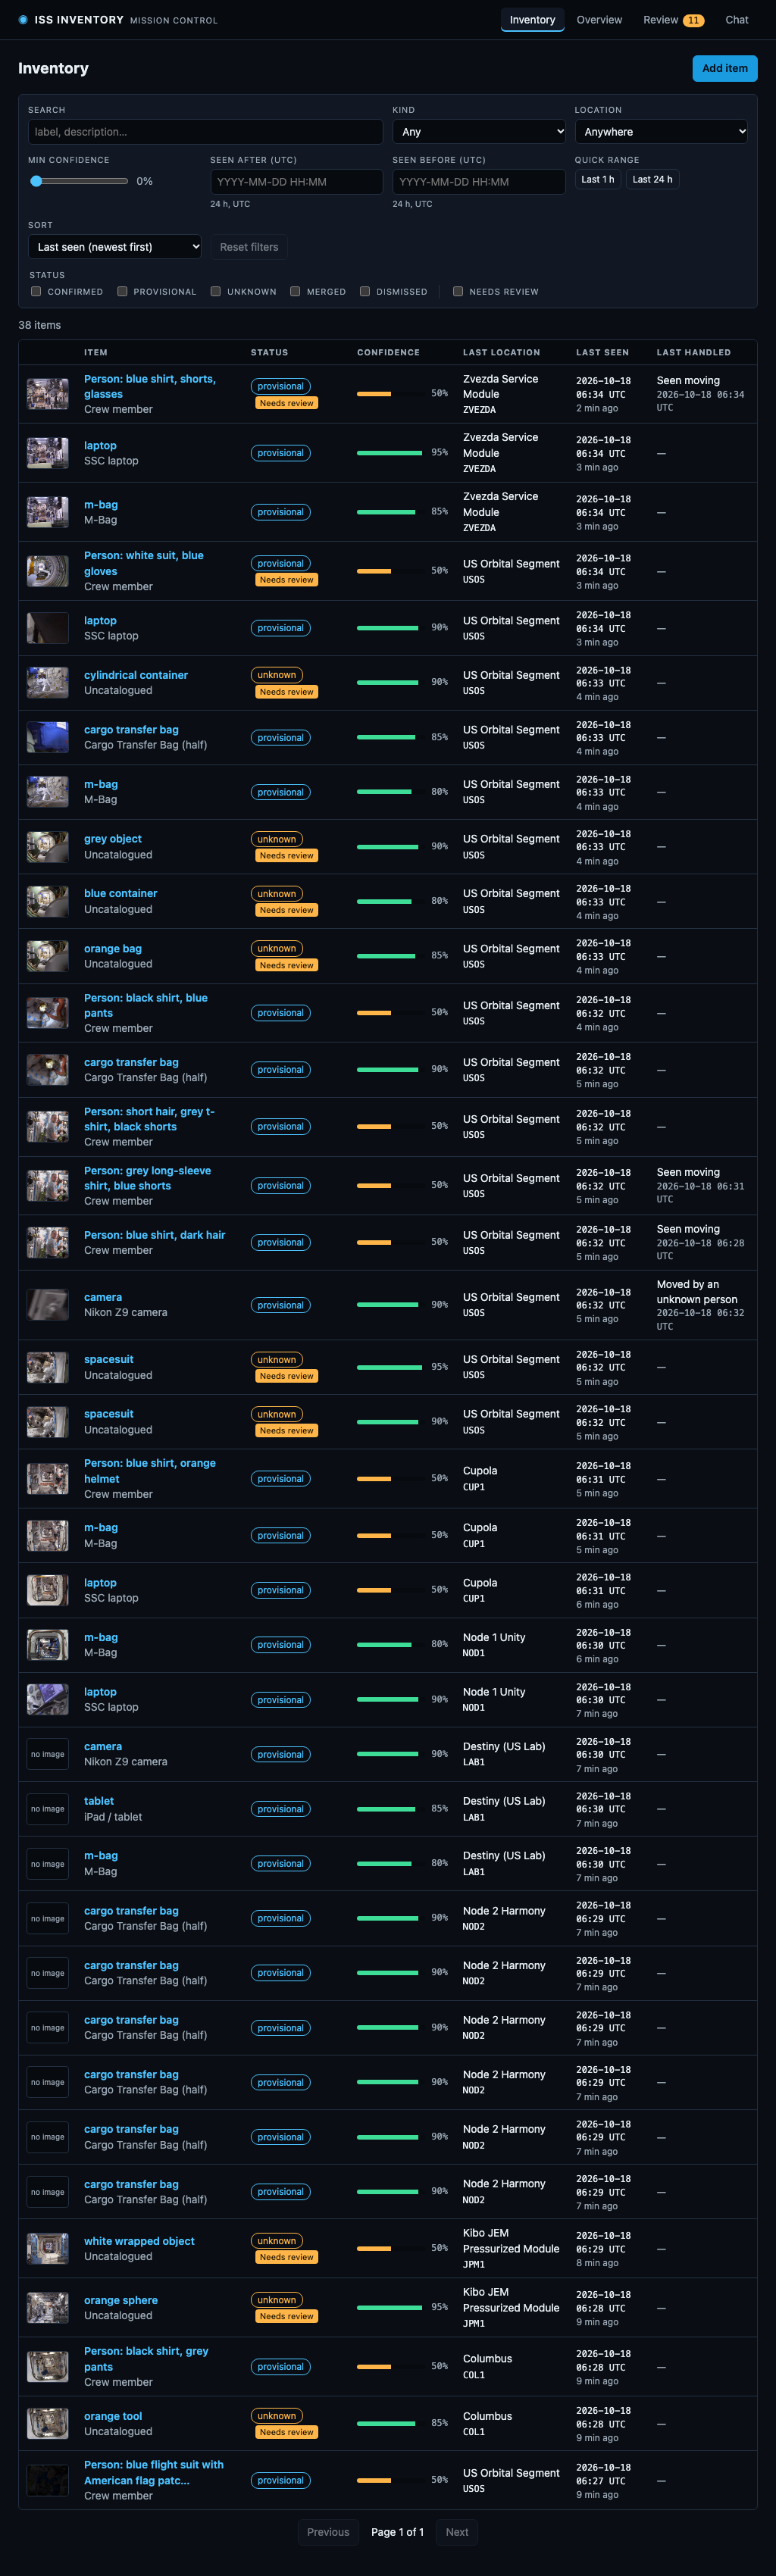 ISS INVENTORY MISSION CONTROL
Inventory Overview Review 11 Chat
Inventory
Add item
SEARCH KIND LOCATION
label, description... Any Anywhere
MIN CONFIDENCE SEEN AFTER (UTC) SEEN BEFORE (UTC) QUICK RANGE
0% YYYY-MM-DD HH:MM YYYY-MM-DD HH:MM Last 1 h Last 24 h
24 h, UTC 24 h, UTC
SORT
Last seen (newest first) Reset filters
STATUS
CONFIRMED PROVISIONAL UNKNOWN MERGED DISMISSED NEEDS REVIEW
38 items
ITEM STATUS CONFIDENCE LAST LOCATION LAST SEEN LAST HANDLED
Person: blue shirt, shorts, glasses Crew member provisional Needs review 50% Zvezda Service Module ZVEZDA 2026-10-18 06:34 UTC 2 min ago Seen moving 2026-10-18 06:34 UTC
laptop SSC laptop provisional 95% Zvezda Service Module ZVEZDA 2026-10-18 06:34 UTC 3 min ago —
m-bag M-Bag provisional 85% Zvezda Service Module ZVEZDA 2026-10-18 06:34 UTC 3 min ago —
Person: white suit, blue gloves Crew member provisional Needs review 50% US Orbital Segment USOS 2026-10-18 06:34 UTC 3 min ago —
laptop SSC laptop provisional 90% US Orbital Segment USOS 2026-10-18 06:34 UTC 3 min ago —
cylindrical container Uncatalogued unknown Needs review 90% US Orbital Segment USOS 2026-10-18 06:33 UTC 4 min ago —
cargo transfer bag Cargo Transfer Bag (half) provisional 85% US Orbital Segment USOS 2026-10-18 06:33 UTC 4 min ago —
m-bag M-Bag provisional 80% US Orbital Segment USOS 2026-10-18 06:33 UTC 4 min ago —
grey object Uncatalogued unknown Needs review 90% US Orbital Segment USOS 2026-10-18 06:33 UTC 4 min ago —
blue container Uncatalogued unknown Needs review 80% US Orbital Segment USOS 2026-10-18 06:33 UTC 4 min ago —
orange bag Uncatalogued unknown Needs review 85% US Orbital Segment USOS 2026-10-18 06:33 UTC 4 min ago —
Person: black shirt, blue pants Crew member provisional 50% US Orbital Segment USOS 2026-10-18 06:32 UTC 4 min ago —
cargo transfer bag Cargo Transfer Bag (half) provisional 90% US Orbital Segment USOS 2026-10-18 06:32 UTC 5 min ago —
Person: short hair, grey t-shirt, black shorts Crew member provisional 50% US Orbital Segment USOS 2026-10-18 06:32 UTC 5 min ago —
Person: grey long-sleeve shirt, blue shorts Crew member provisional 50% US Orbital Segment USOS 2026-10-18 06:32 UTC 5 min ago Seen moving 2026-10-18 06:31 UTC
Person: blue shirt, dark hair Crew member provisional 50% US Orbital Segment USOS 2026-10-18 06:32 UTC 5 min ago Seen moving 2026-10-18 06:28 UTC
camera Nikon Z9 camera provisional 90% US Orbital Segment USOS 2026-10-18 06:32 UTC 5 min ago Moved by an unknown person 2026-10-18 06:32 UTC
spacesuit Uncatalogued unknown Needs review 95% US Orbital Segment USOS 2026-10-18 06:32 UTC 5 min ago —
spacesuit Uncatalogued unknown Needs review 90% US Orbital Segment USOS 2026-10-18 06:32 UTC 5 min ago —
Person: blue shirt, orange helmet Crew member provisional 50% Cupola CUP1 2026-10-18 06:31 UTC 5 min ago —
m-bag M-Bag provisional 50% Cupola CUP1 2026-10-18 06:31 UTC 5 min ago —
laptop SSC laptop provisional 50% Cupola CUP1 2026-10-18 06:31 UTC 6 min ago —
m-bag M-Bag provisional 80% Node 1 Unity NOD1 2026-10-18 06:30 UTC 6 min ago —
laptop SSC laptop provisional 90% Node 1 Unity NOD1 2026-10-18 06:30 UTC 7 min ago —
no image camera Nikon Z9 camera provisional 90% Destiny (US Lab) LAB1 2026-10-18 06:30 UTC 7 min ago —
no image tablet iPad / tablet provisional 85% Destiny (US Lab) LAB1 2026-10-18 06:30 UTC 7 min ago —
no image m-bag M-Bag provisional 80% Destiny (US Lab) LAB1 2026-10-18 06:30 UTC 7 min ago —
no image cargo transfer bag Cargo Transfer Bag (half) provisional 90% Node 2 Harmony NOD2 2026-10-18 06:29 UTC 7 min ago —
no image cargo transfer bag Cargo Transfer Bag (half) provisional 90% Node 2 Harmony NOD2 2026-10-18 06:29 UTC 7 min ago —
no image cargo transfer bag Cargo Transfer Bag (half) provisional 90% Node 2 Harmony NOD2 2026-10-18 06:29 UTC 7 min ago —
no image cargo transfer bag Cargo Transfer Bag (half) provisional 90% Node 2 Harmony NOD2 2026-10-18 06:29 UTC 7 min ago —
no image cargo transfer bag Cargo Transfer Bag (half) provisional 90% Node 2 Harmony NOD2 2026-10-18 06:29 UTC 7 min ago —
no image cargo transfer bag Cargo Transfer Bag (half) provisional 90% Node 2 Harmony NOD2 2026-10-18 06:29 UTC 7 min ago —
white wrapped object Uncatalogued unknown Needs review 50% Kibo JEM Pressurized Module JPM1 2026-10-18 06:29 UTC 8 min ago —
orange sphere Uncatalogued unknown Needs review 95% Kibo JEM Pressurized Module JPM1 2026-10-18 06:28 UTC 9 min ago —
Person: black shirt, grey pants Crew member provisional 50% Columbus COL1 2026-10-18 06:28 UTC 9 min ago —
orange tool Uncatalogued unknown Needs review 85% Columbus COL1 2026-10-18 06:28 UTC 9 min ago —
Person: blue flight suit with American flag patc... Crew member provisional 50% US Orbital Segment USOS 2026-10-18 06:27 UTC 9 min ago —
Previous Page 1 of 1 Next